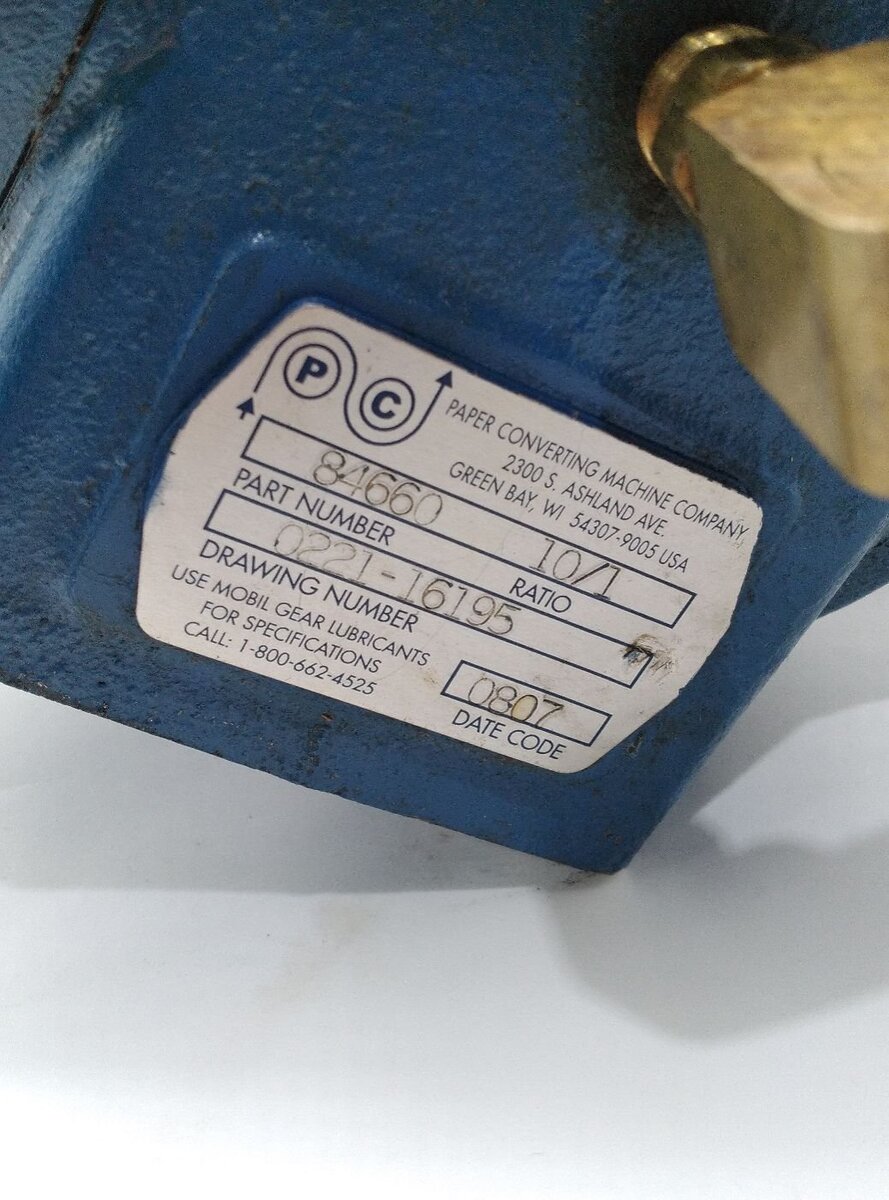 P C
PAPER CONVERTING MACHINE COMPANY
2300 S. ASHLAND AVE.
GREEN BAY, WI 54307-9005 USA
84660 10/1
PART NUMBER RATIO
0221-16195
DRAWING NUMBER
USE MOBIL GEAR LUBRICANTS
FOR SPECIFICATIONS
CALL: 1-800-662-4525
0807
DATE CODE